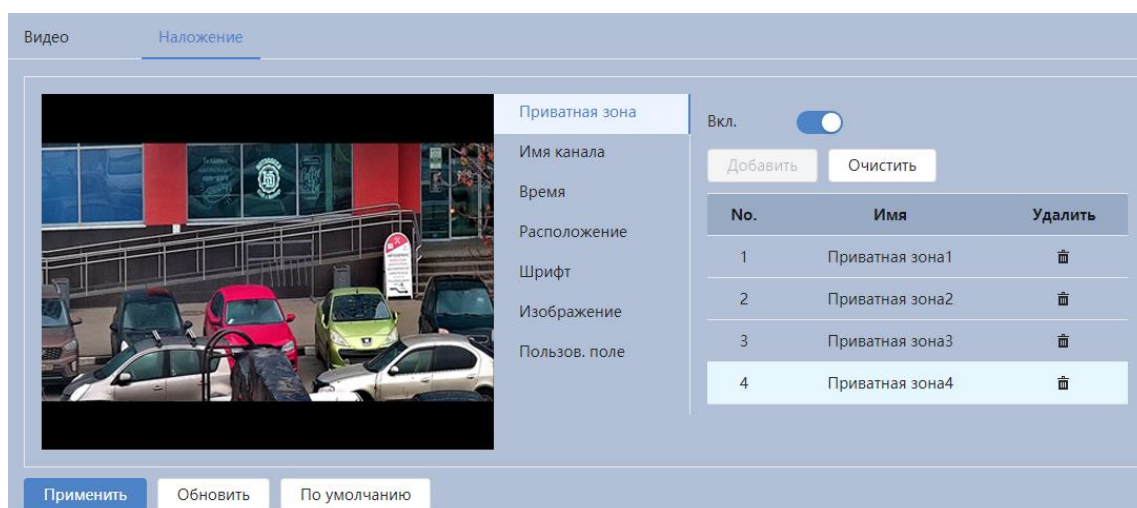 Видео Наложение
Приватная зона
Имя канала
Время
Расположение
Шрифт
Изображение
Пользов. поле
Вкл.
Добавить Очистить
No. Имя Удалить
1 Приватная зона1
2 Приватная зона2
3 Приватная зона3
4 Приватная зона4
Применить Обновить По умолчанию